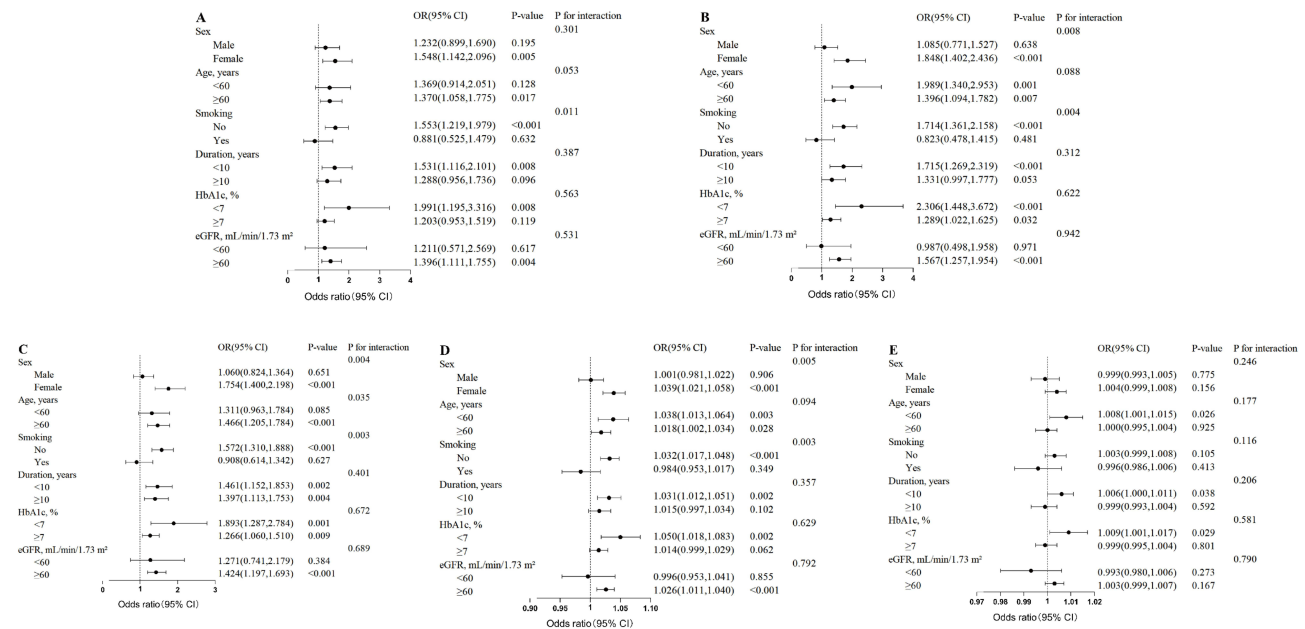 A
OR(95% CI) P-value P for interaction
Sex 0.301
Male 1.232(0.899,1.690) 0.195
Female 1.548(1.142,2.096) 0.005
Age, years 0.053
<60 1.369(0.914,2.051) 0.128
≥60 1.370(1.058,1.775) 0.017
Smoking 0.011
No 1.553(1.219,1.979) <0.001
Yes 0.881(0.525,1.479) 0.632
Duration, years 0.387
<10 1.531(1.116,2.101) 0.008
≥10 1.288(0.956,1.736) 0.096
HbA1c, % 0.563
<7 1.991(1.195,3.316) 0.008
≥7 1.203(0.953,1.519) 0.119
eGFR, mL/min/1.73 m² 0.531
<60 1.211(0.571,2.569) 0.617
≥60 1.396(1.111,1.755) 0.004
0 1 2 3 4
Odds ratio(95% CI)
B
OR(95% CI) P-value P for interaction
Sex 0.008
Male 1.085(0.771,1.527) 0.638
Female 1.848(1.402,2.436) <0.001
Age, years 0.088
<60 1.989(1.340,2.953) 0.001
≥60 1.396(1.094,1.782) 0.007
Smoking 0.004
No 1.714(1.361,2.158) <0.001
Yes 0.823(0.478,1.415) 0.481
Duration, years 0.312
<10 1.715(1.269,2.319) <0.001
≥10 1.331(0.997,1.777) 0.053
HbA1c, % 0.622
<7 2.306(1.448,3.672) <0.001
≥7 1.289(1.022,1.625) 0.032
eGFR, mL/min/1.73 m² 0.942
<60 0.987(0.498,1.958) 0.971
≥60 1.567(1.257,1.954) <0.001
0 1 2 3 4
Odds ratio(95% CI)
C
OR(95% CI) P-value P for interaction
Sex 0.004
Male 1.060(0.824,1.364) 0.651
Female 1.754(1.400,2.198) <0.001
Age, years 0.035
<60 1.311(0.963,1.784) 0.085
≥60 1.466(1.205,1.784) <0.001
Smoking 0.003
No 1.572(1.310,1.888) <0.001
Yes 0.908(0.614,1.342) 0.627
Duration, years 0.401
<10 1.461(1.152,1.853) 0.002
≥10 1.397(1.113,1.753) 0.004
HbA1c, % 0.672
<7 1.893(1.287,2.784) 0.001
≥7 1.266(1.060,1.510) 0.009
eGFR, mL/min/1.73 m² 0.689
<60 1.271(0.741,2.179) 0.384
≥60 1.424(1.197,1.693) <0.001
0 1 2 3
Odds ratio(95% CI)
D
OR(95% CI) P-value P for interaction
Sex 0.005
Male 1.001(0.981,1.022) 0.906
Female 1.039(1.021,1.058) <0.001
Age, years 0.094
<60 1.038(1.013,1.064) 0.003
≥60 1.018(1.002,1.034) 0.028
Smoking 0.003
No 1.032(1.017,1.048) <0.001
Yes 0.984(0.953,1.017) 0.349
Duration, years 0.357
<10 1.031(1.012,1.051) 0.002
≥10 1.015(0.997,1.034) 0.102
HbA1c, % 0.629
<7 1.050(1.018,1.083) 0.002
≥7 1.014(0.999,1.029) 0.062
eGFR, mL/min/1.73 m² 0.792
<60 0.996(0.953,1.041) 0.855
≥60 1.026(1.011,1.040) <0.001
0.90 0.95 1 1.05 1.10
Odds ratio(95% CI)
E
OR(95% CI) P-value P for interaction
Sex 0.246
Male 0.999(0.993,1.005) 0.775
Female 1.004(0.999,1.008) 0.156
Age, years 0.177
<60 1.008(1.001,1.015) 0.026
≥60 1.000(0.995,1.004) 0.925
Smoking 0.116
No 1.003(0.999,1.008) 0.105
Yes 0.996(0.986,1.006) 0.413
Duration, years 0.206
<10 1.006(1.000,1.011) 0.038
≥10 0.999(0.993,1.004) 0.592
HbA1c, % 0.581
<7 1.009(1.001,1.017) 0.029
≥7 0.999(0.995,1.004) 0.801
eGFR, mL/min/1.73 m² 0.790
<60 0.993(0.980,1.006) 0.273
≥60 1.003(0.999,1.007) 0.167
0.97 0.98 0.99 1 1.01 1.02
Odds ratio(95% CI)